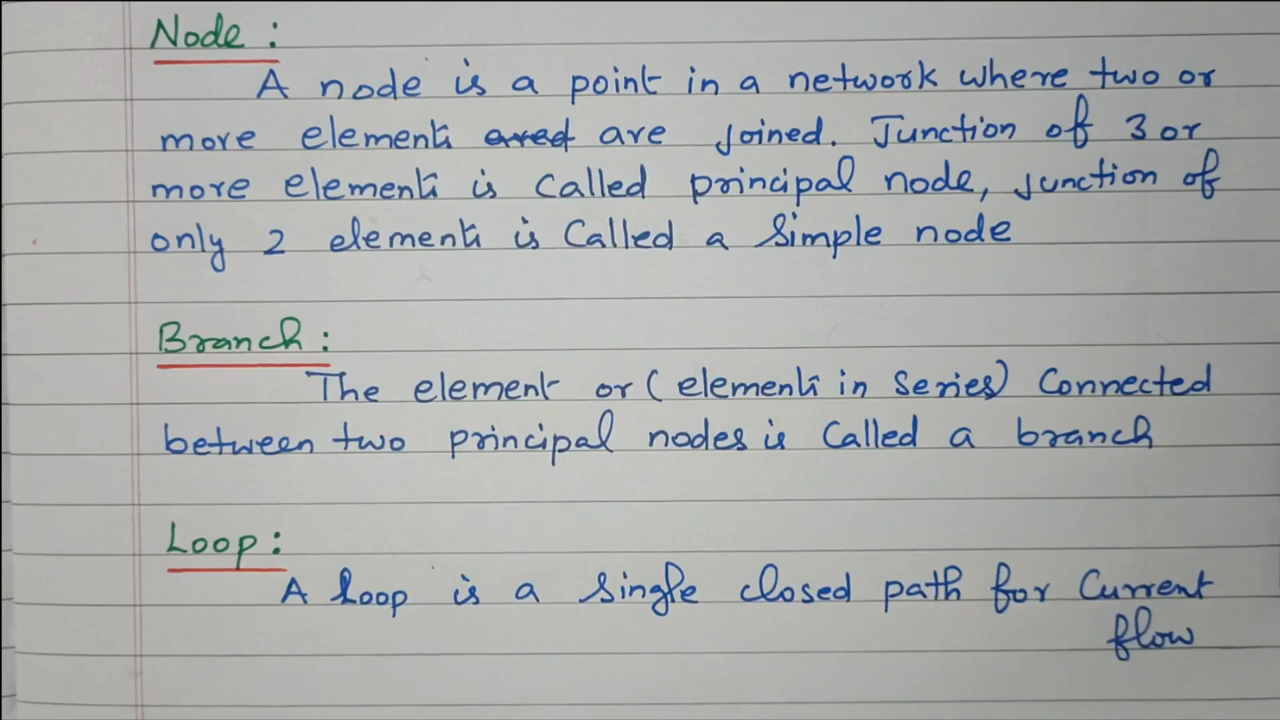 Node :
A node is a point in a network where two or
more elements ared are joined. Junction of 3 or
more elements is called principal node, junction of
only 2 elements is called a simple node
Branch :
The element or ( elements in series) connected
between two principal nodes is called a branch
Loop :
A loop is a single closed path for current
flow